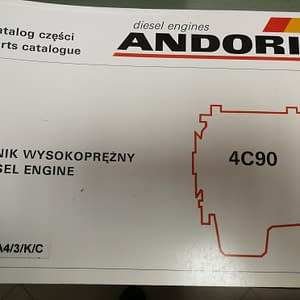 diesel engines
atalog części
ANDORI
rts catalogue
NIK WYSOKOPRĘŻNY
SEL ENGINE
4C90
A4/3/K/C